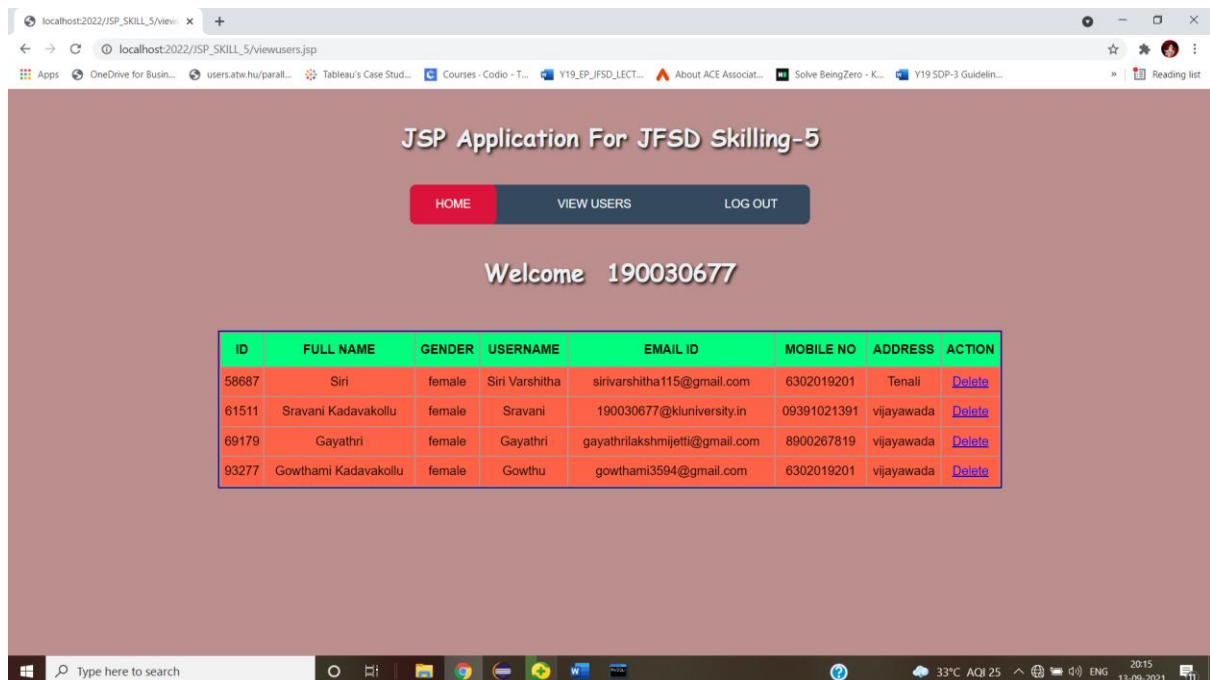 localhost:2022/JSP_SKILL_5/view
localhost:2022/JSP_SKILL_5/viewusers.jsp
Apps OneDrive for Busin... users.atw.hu/parall... Tableau's Case Stud... Courses - Codio - T... Y19_EP_JFSD_LECT... About ACE Associat... Solve BeingZero - K... Y19 SDP-3 Guidelin... » Reading list
JSP Application For JFSD Skilling-5
HOME VIEW USERS LOG OUT
Welcome 190030677
ID FULL NAME GENDER USERNAME EMAIL ID MOBILE NO ADDRESS ACTION
58687 Siri female Siri Varshitha sirivarshitha115@gmail.com 6302019201 Tenali Delete
61511 Sravani Kadavakollu female Sravani 190030677@kluniversity.in 09391021391 vijayawada Delete
69179 Gayathri female Gayathri gayathrilakshmijetti@gmail.com 8900267819 vijayawada Delete
93277 Gowthami Kadavakollu female Gowthu gowthami3594@gmail.com 6302019201 vijayawada Delete
Type here to search 33°C AQI 25 ENG 20:15
13-09-2021